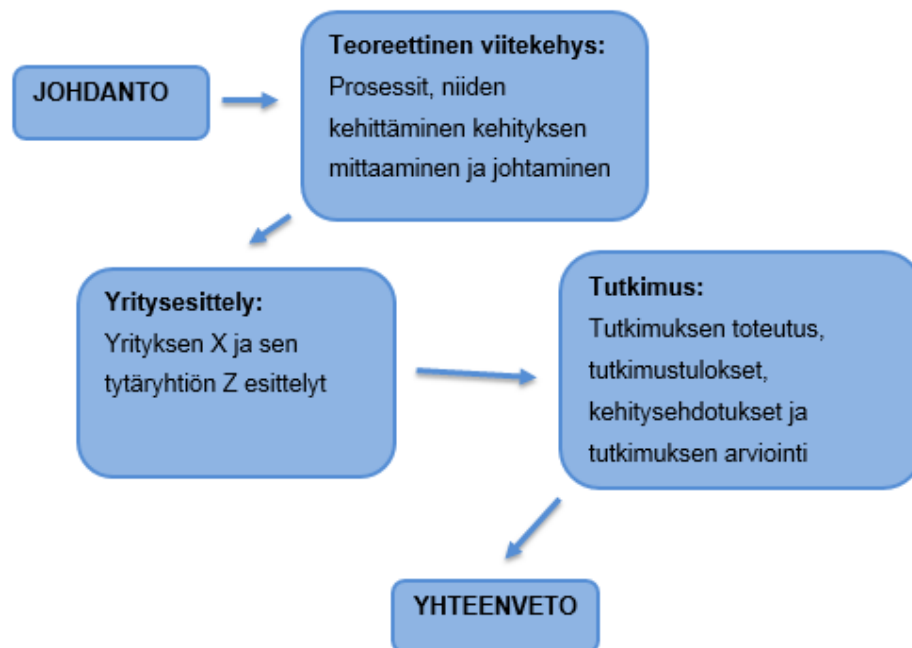 JOHDANTO
Teoreettinen viitekehys:
Prosessit, niiden
kehittäminen kehityksen
mittaaminen ja johtaminen
Yritysesittely:
Yrityksen X ja sen
tytäryhtiön Z esittelyt
Tutkimus:
Tutkimuksen toteutus,
tutkimustulokset,
kehitysehdotukset ja
tutkimuksen arviointi
YHTEENVETO